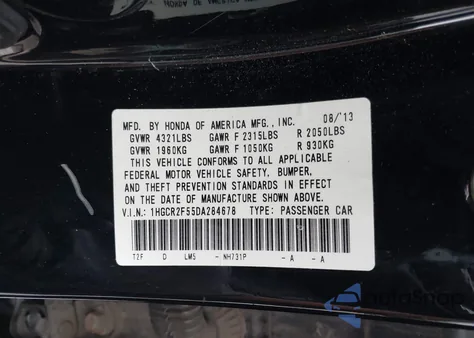 MFD. BY HONDA OF AMERICA MFG., INC. 08/'13
GVWR 4321LBS GAWR F 2315LBS R 2050LBS
GVWR 1960KG GAWR F 1050KG R 930KG
THIS VEHICLE CONFORMS TO ALL APPLICABLE
FEDERAL MOTOR VEHICLE SAFETY, BUMPER,
AND THEFT PREVENTION STANDARDS IN EFFECT
ON THE DATE OF MANUFACTURE SHOWN ABOVE.
V.I.N.: 1HGCR2F55DA284678 TYPE: PASSENGER CAR
T2F D LM5 - NH731P - A - A
AutoSnap